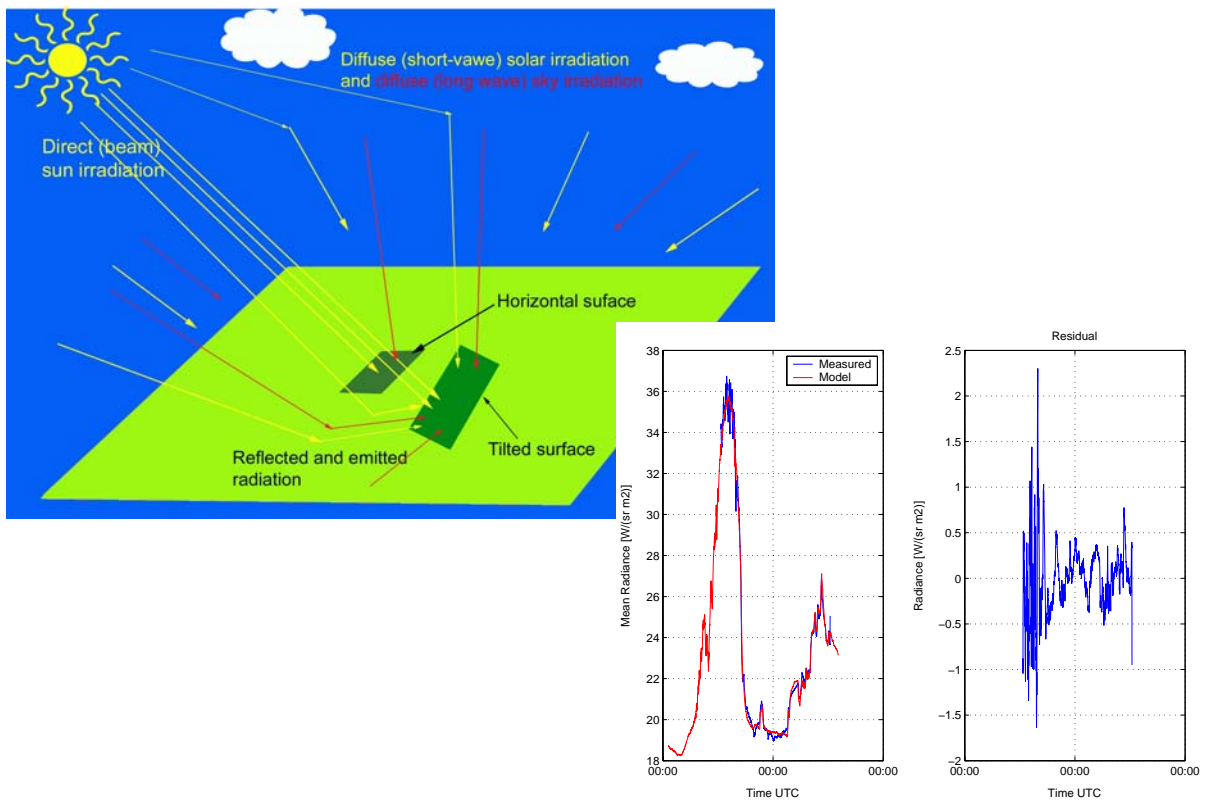 Diffuse (short-vawe) solar irradiation
and diffuse (long wave) sky irradiation
Direct (beam)
sun irradiation
Horizontal suface
Tilted surface
Reflected and emitted
radiation
38
36
34
32
30
28
26
24
22
20
18
Mean Radiance [W/(sr m2)]
Measured
Model
00:00
00:00
00:00
Time UTC
Residual
2.5
2
1.5
1
0.5
0
−0.5
−1
−1.5
−2
Radiance [W/(sr m2)]
00:00
00:00
00:00
Time UTC